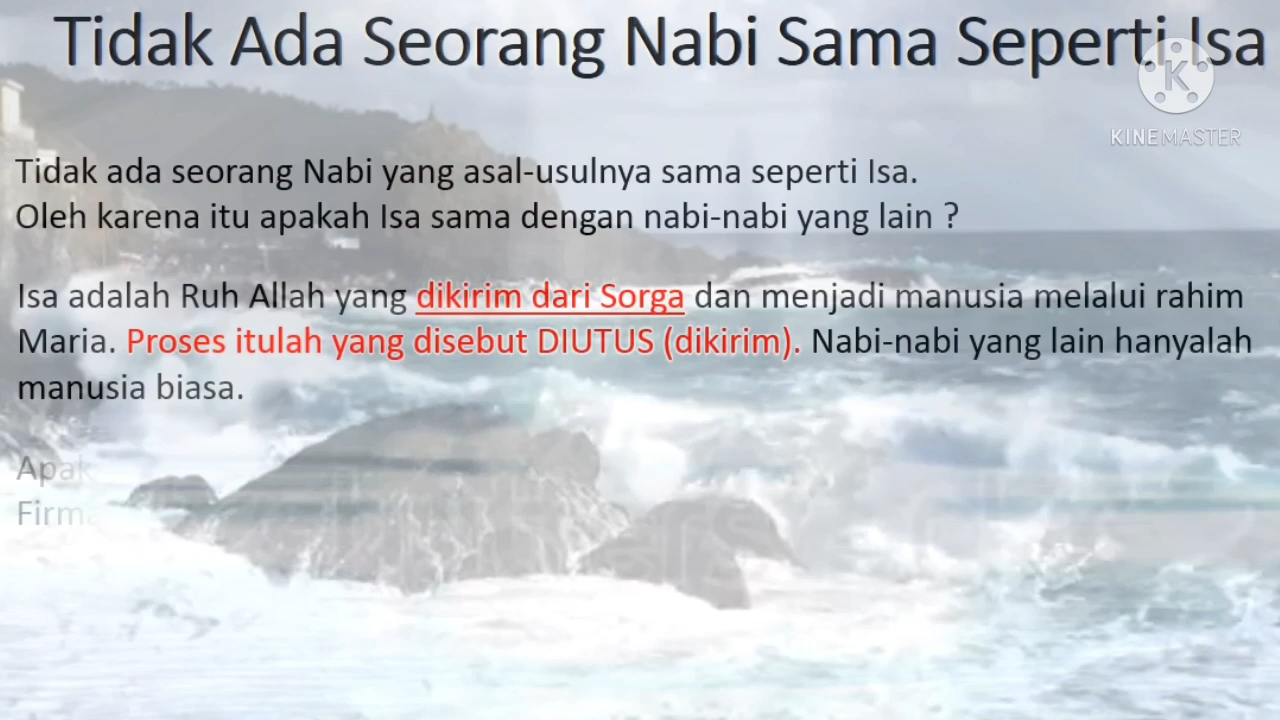 Tidak Ada Seorang Nabi Sama Seperti Isa
KINEMASTER
Tidak ada seorang Nabi yang asal-usulnya sama seperti Isa.
Oleh karena itu apakah Isa sama dengan nabi-nabi yang lain ?
Isa adalah Ruh Allah yang dikirim dari Sorga dan menjadi manusia melalui rahim
Maria. Proses itulah yang disebut DIUTUS (dikirim). Nabi-nabi yang lain hanyalah
manusia biasa.